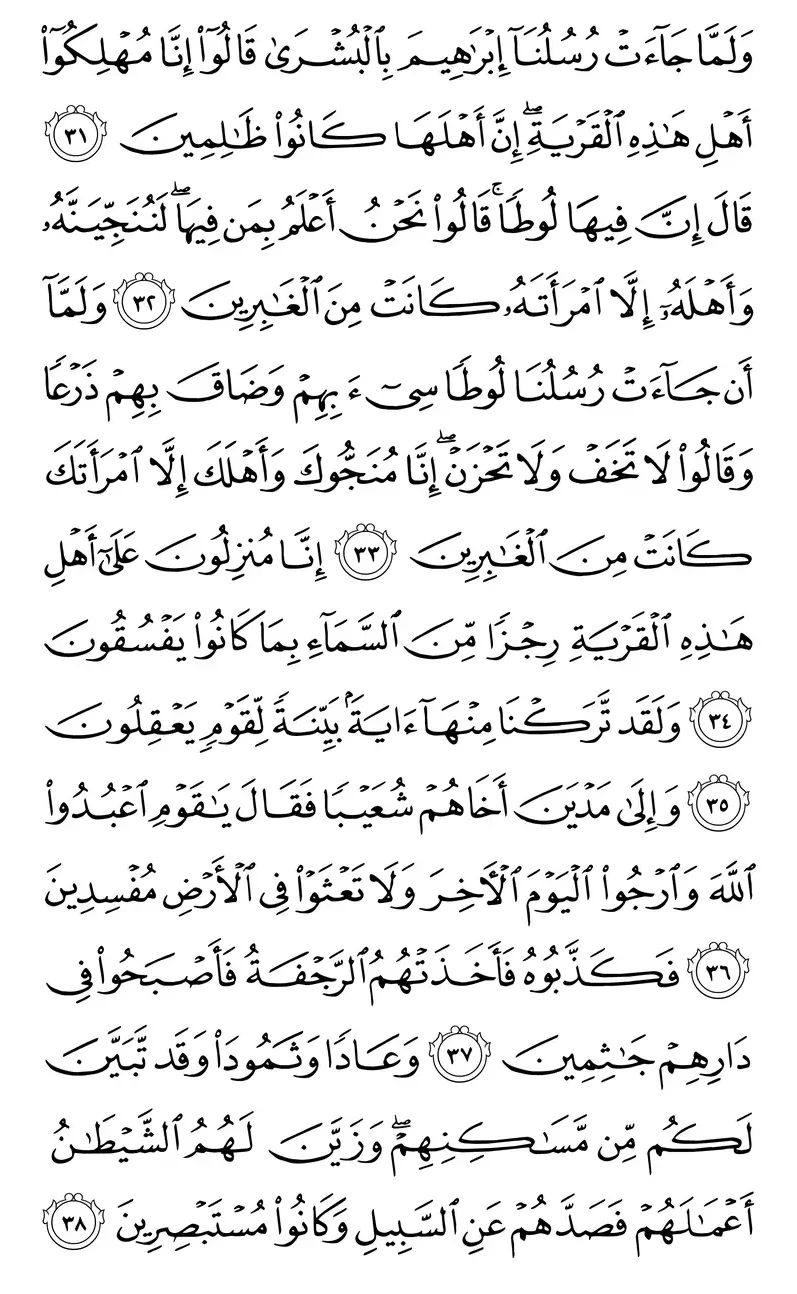 وَلَمَّا جَآءَتْ رُسُلُنَآ إِبْرَٰهِيمَ بِٱلْبُشْرَىٰ قَالُوٓا۟ إِنَّا مُهْلِكُوٓا۟
أَهْلِ هَٰذِهِ ٱلْقَرْيَةِ ۖ إِنَّ أَهْلَهَا كَانُوا۟ ظَٰلِمِينَ ٣١
قَالَ إِنَّ فِيهَا لُوطًا ۚ قَالُوا۟ نَحْنُ أَعْلَمُ بِمَن فِيهَا ۖ لَنُنَجِّيَنَّهُۥ
وَأَهْلَهُۥٓ إِلَّا ٱمْرَأَتَهُۥ كَانَتْ مِنَ ٱلْغَٰبِرِينَ ٣٢ وَلَمَّآ
أَن جَآءَتْ رُسُلُنَا لُوطًا سِىٓءَ بِهِمْ وَضَاقَ بِهِمْ ذَرْعًا
وَقَالُوا۟ لَا تَخَفْ وَلَا تَحْزَنْ ۖ إِنَّا مُنَجُّوكَ وَأَهْلَكَ إِلَّا ٱمْرَأَتَكَ
كَانَتْ مِنَ ٱلْغَٰبِرِينَ ٣٣ إِنَّا مُنزِلُونَ عَلَىٰٓ أَهْلِ
هَٰذِهِ ٱلْقَرْيَةِ رِجْزًا مِّنَ ٱلسَّمَآءِ بِمَا كَانُوا۟ يَفْسُقُونَ
٣٤ وَلَقَد تَّرَكْنَا مِنْهَآ ءَايَةًۢ بَيِّنَةً لِّقَوْمٍ يَعْقِلُونَ
٣٥ وَإِلَىٰ مَدْيَنَ أَخَاهُمْ شُعَيْبًا فَقَالَ يَٰقَوْمِ ٱعْبُدُوا۟
ٱللَّهَ وَٱرْجُوا۟ ٱلْيَوْمَ ٱلْأَخِرَ وَلَا تَعْثَوْا۟ فِى ٱلْأَرْضِ مُفْسِدِينَ
٣٦ فَكَذَّبُوهُ فَأَخَذَتْهُمُ ٱلرَّجْفَةُ فَأَصْبَحُوا۟ فِى
دَارِهِمْ جَٰثِمِينَ ٣٧ وَعَادًا وَثَمُودَا۟ وَقَد تَّبَيَّنَ
لَكُم مِّن مَّسَٰكِنِهِمْ ۖ وَزَيَّنَ لَهُمُ ٱلشَّيْطَٰنُ
أَعْمَٰلَهُمْ فَصَدَّهُمْ عَنِ ٱلسَّبِيلِ وَكَانُوا۟ مُسْتَبْصِرِينَ ٣٨